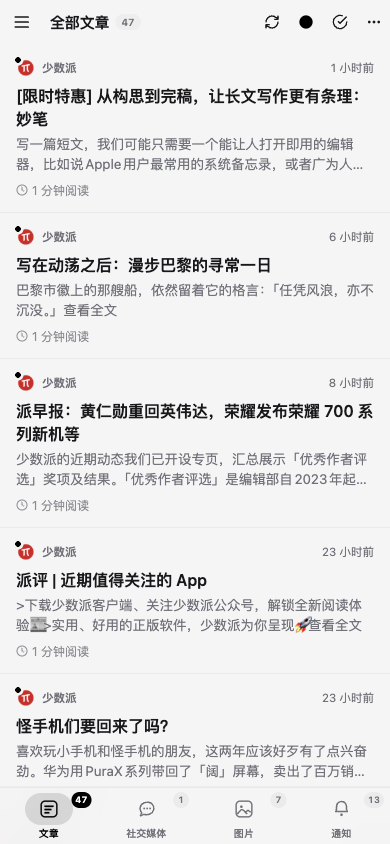 全部文章 47
少数派 1 小时前
[限时特惠] 从构思到完稿，让长文写作更有条理：
妙笔
写一篇短文，我们可能只需要一个能让人打开即用的编辑
器，比如说Apple用户最常用的系统备忘录，或者广为人...
1 分钟阅读
少数派 6 小时前
写在动荡之后：漫步巴黎的寻常一日
巴黎市徽上的那艘船，依然留着它的格言：「任凭风浪，亦不
沉没。」查看全文
1 分钟阅读
少数派 8 小时前
派早报：黄仁勋重回英伟达，荣耀发布荣耀 700 系
列新机等
少数派的近期动态我们已开设专页，汇总展示「优秀作者评
选」奖项及结果。「优秀作者评选」是编辑部自2023年起...
1 分钟阅读
少数派 23 小时前
派评 | 近期值得关注的 App
>下载少数派客户端、关注少数派公众号，解锁全新阅读体
验📰>实用、好用的正版软件，少数派为你呈现🚀查看全文
1 分钟阅读
少数派 23 小时前
怪手机们要回来了吗？
喜欢玩小手机和怪手机的朋友，这两年应该好歹有了点兴奋
劲。华为用PuraX系列带回了「阔」屏幕，卖出了百万销...
47 1 7 13
文章 社交媒体 图片 通知